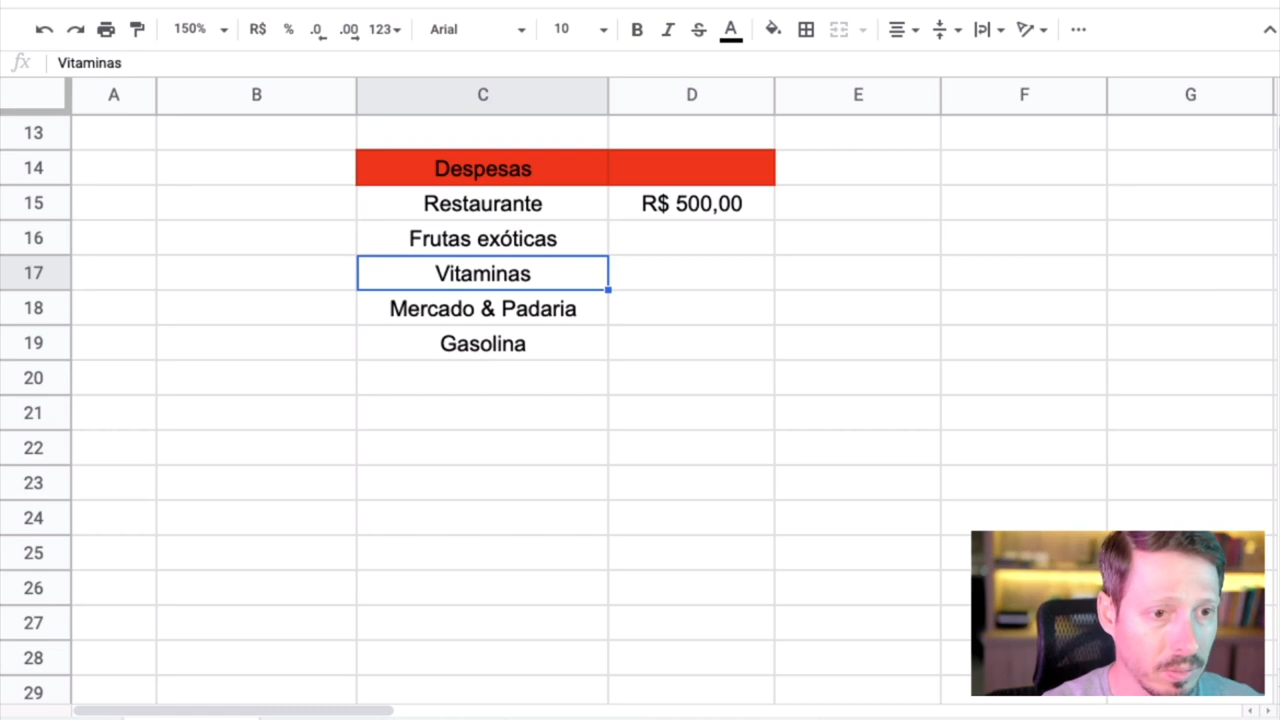 150% R$ % .0 .00 123 Arial 10 B I S A
fx Vitaminas
A B C D E F G
13
14 Despesas
15 Restaurante R$ 500,00
16 Frutas exóticas
17 Vitaminas
18 Mercado & Padaria
19 Gasolina
20
21
22
23
24
25
26
27
28
29